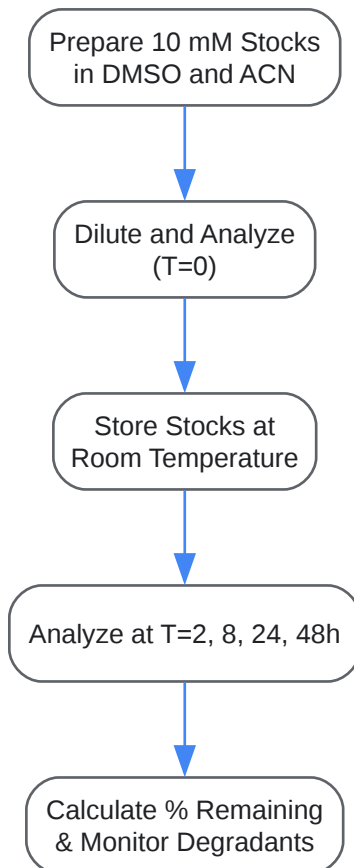 Prepare 10 mM Stocks
in DMSO and ACN
Dilute and Analyze
(T=0)
Store Stocks at
Room Temperature
Analyze at T=2, 8, 24, 48h
Calculate % Remaining
& Monitor Degradants